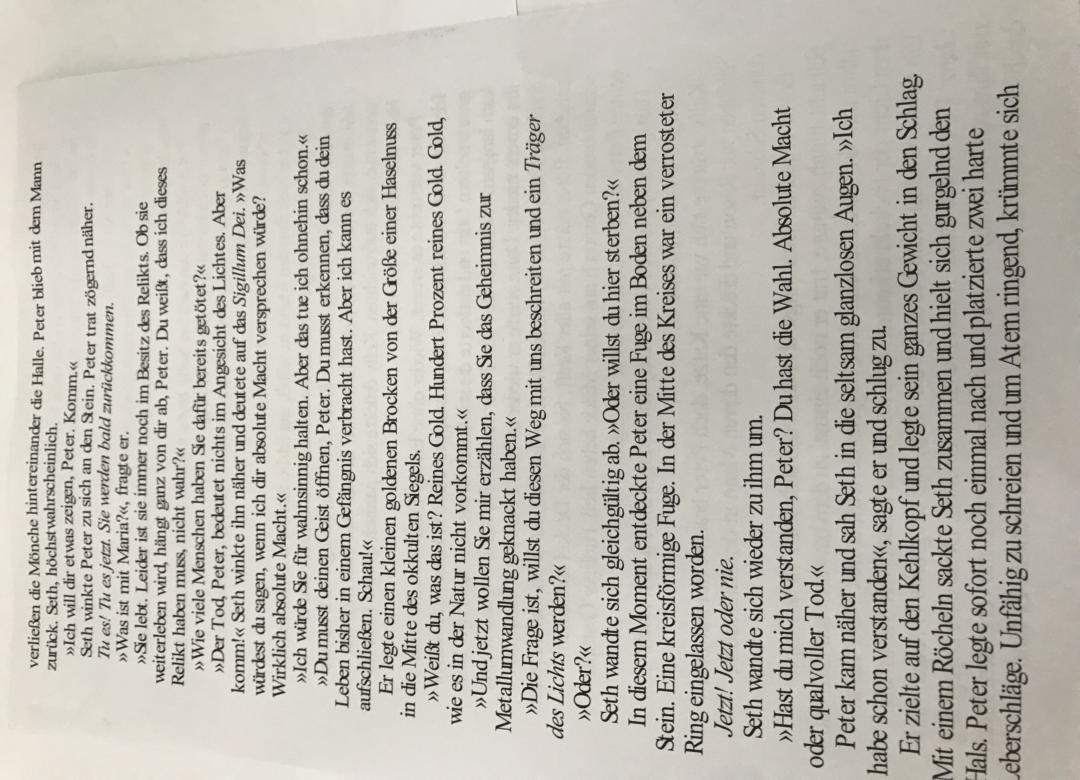 verließen die Mönche hintereinander die Halle. Peter blieb mit dem Mann
zurück. Seth, höchstwahrscheinlich.
»Ich will dir etwas zeigen, Peter. Komm.«
Seth winkte Peter zu sich an den Stein. Peter trat zögernd näher.
Tu es! Tu es jetzt. Sie werden bald zurückkommen.
»Was ist mit Maria?«, fragte er.
»Sie lebt. Leider ist sie immer noch im Besitz des Relikts. Ob sie
weiterleben wird, hängt ganz von dir ab, Peter. Du weißt, dass ich dieses
Relikt haben muss, nicht wahr?«
»Wie viele Menschen haben Sie dafür bereits getötet?«
»Der Tod, Peter, bedeutet nichts im Angesicht des Lichtes. Aber
komm!« Seth winkte ihn näher und deutete auf das Sigillum Dei. »Was
würdest du sagen, wenn ich dir absolute Macht versprechen würde?
Wirklich absolute Macht.«
»Ich würde Sie für wahnsinnig halten. Aber das tue ich ohnehin schon.«
»Du musst deinen Geist öffnen, Peter. Du musst erkennen, dass du dein
Leben bisher in einem Gefängnis verbracht hast. Aber ich kann es
aufschließen. Schau!«
Er legte einen kleinen goldenen Brocken von der Größe einer Haselnuss
in die Mitte des okkulten Siegels.
»Weißt du, was das ist? Reines Gold. Hundert Prozent reines Gold. Gold,
wie es in der Natur nicht vorkommt.«
»Und jetzt wollen Sie mir erzählen, dass Sie das Geheimnis zur
Metallumwandlung geknackt haben.«
»Die Frage ist, willst du diesen Weg mit uns beschreiten und ein Träger
des Lichts werden?«
»Oder?«
Seth wandte sich gleichgültig ab. »Oder willst du hier sterben?«
In diesem Moment entdeckte Peter eine Fuge im Boden neben dem
Stein. Eine kreisförmige Fuge. In der Mitte des Kreises war ein verrosteter
Ring eingelassen worden.
Jetzt! Jetzt oder nie.
Seth wandte sich wieder zu ihm um.
»Hast du mich verstanden, Peter? Du hast die Wahl. Absolute Macht
oder qualvoller Tod.«
Peter kam näher und sah Seth in die seltsam glanzlosen Augen. »Ich
habe schon verstanden«, sagte er und schlug zu.
Er zielte auf den Kehlkopf und legte sein ganzes Gewicht in den Schlag.
Mit einem Röcheln sackte Seth zusammen und hielt sich gurgelnd den
Hals. Peter legte sofort noch einmal nach und platzierte zwei harte
eberschläge. Unfähig zu schreien und um Atem ringend, krümmte sich